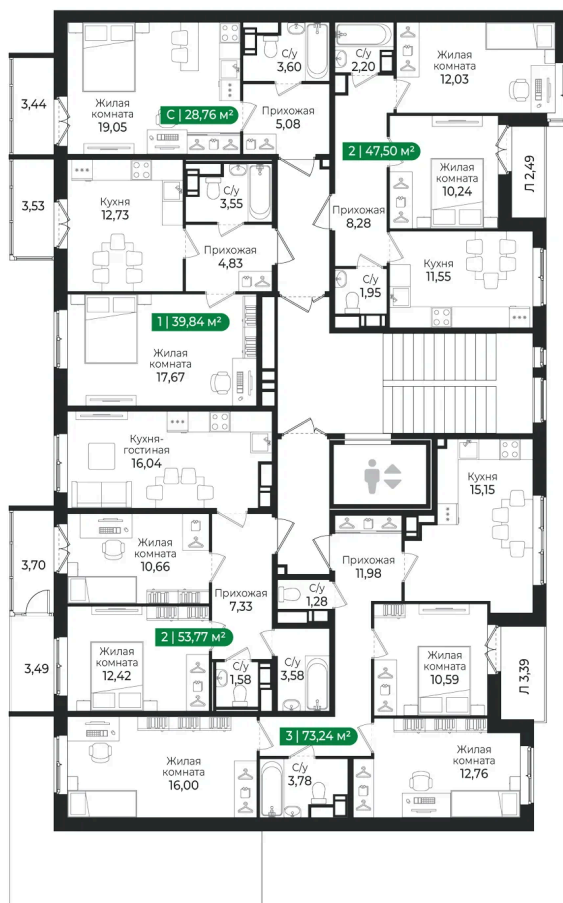 С/у
3,60
2,20
С/у
Жилая
комната
12,03
3,44
Жилая
комната
19,05
С | 28,76 м²
Прихожая
5,08
2 | 47,50 м²
Жилая
комната
10,24
Л 2,49
3,53
Кухня
12,73
С/у
3,55
Прихожая
8,28
Прихожая
4,83
С/у
1,95
Кухня
11,55
1 | 39,84 м²
Жилая
комната
17,67
Кухня-
гостиная
16,04
Кухня
15,15
3,70
Жилая
комната
10,66
Прихожая
11,98
Прихожая
7,33
С/у
1,28
2 | 53,77 м²
3,49
Жилая
комната
12,42
С/у
1,58
С/у
3,58
Жилая
комната
10,59
Л 3,39
3 | 73,24 м²
Жилая
комната
16,00
С/у
3,78
Жилая
комната
12,76